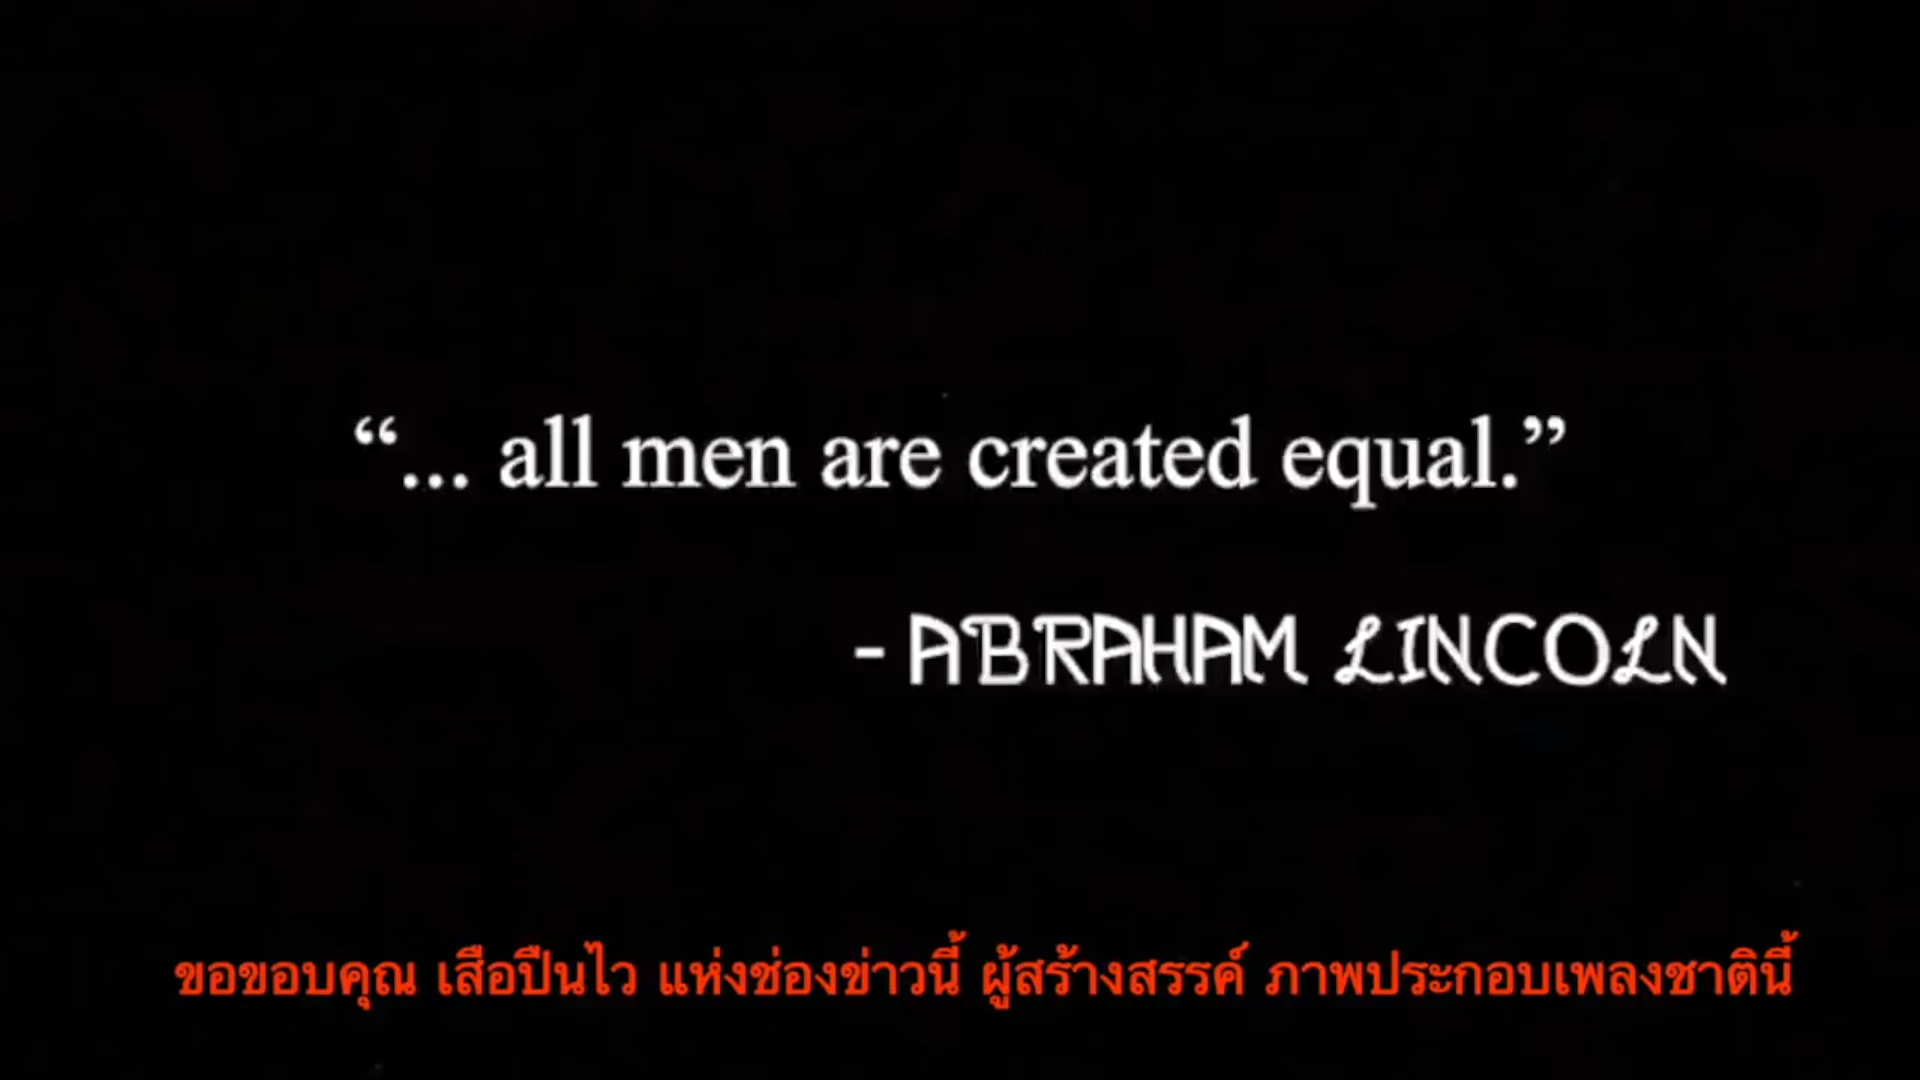 “... all men are created equal.”
- ABRAHAM LINCOLN
ขอขอบคุณ เสือปืนไว แห่งช่องข่าวนี้ ผู้สร้างสรรค์ ภาพประกอบเพลงชาตินี้